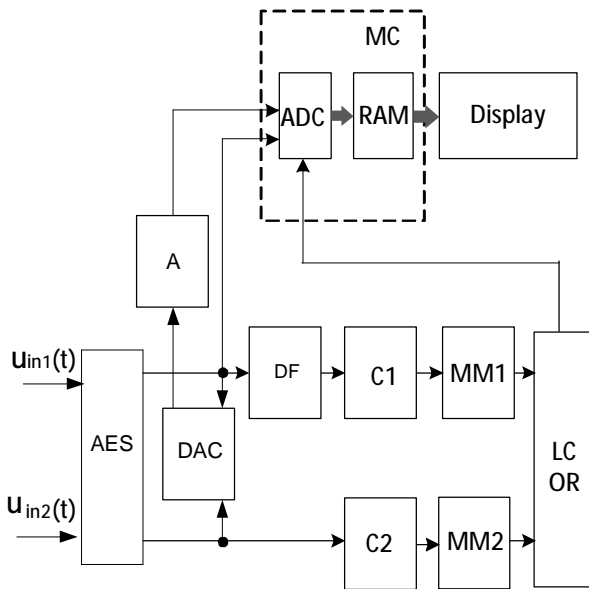 MC
ADC
RAM
Display
A
uin1(t)
DF
C1
MM1
AES
DAC
LC
OR
uin2(t)
C2
MM2